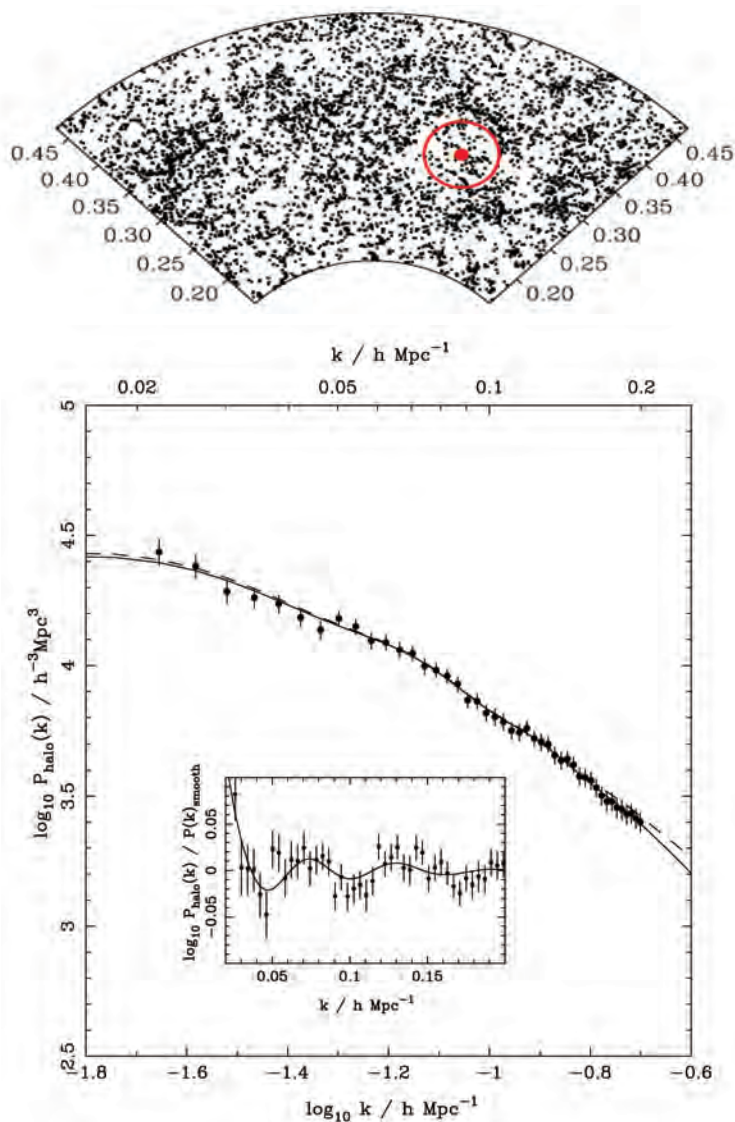 0.45 0.45
0.40 0.40
0.35 0.35
0.30 0.30
0.25 0.25
0.20 0.20
k / h Mpc⁻¹
0.02 0.05 0.1 0.2
5
4.5
4
3.5
3
2.5
log₁₀ P_halo(k) / h⁻³Mpc³
0.05
0
−0.05
log₁₀ P_halo(k) / P(k)_smooth
0.05 0.1 0.15
k / h Mpc⁻¹
−1.8 −1.6 −1.4 −1.2 −1 −0.8 −0.6
log₁₀ k / h Mpc⁻¹